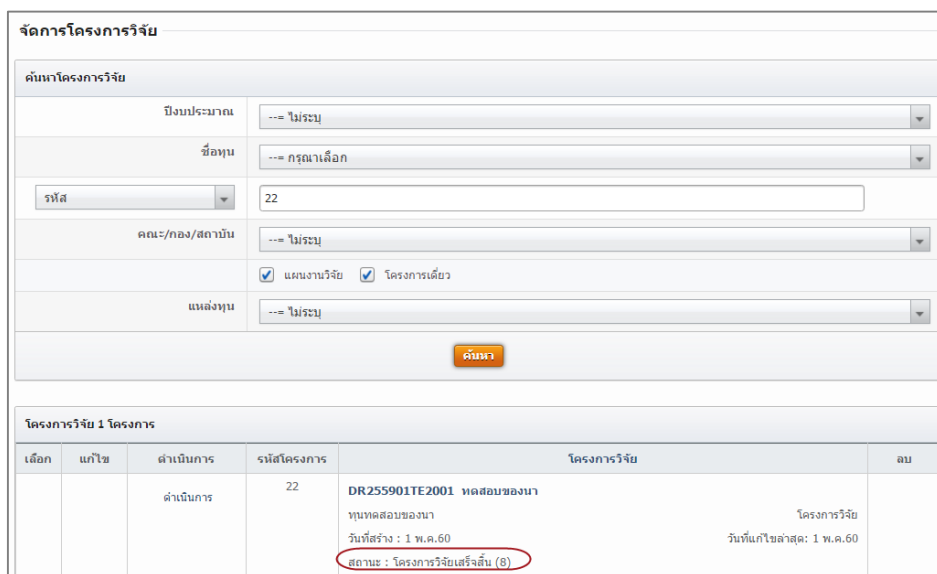 จัดการโครงการวิจัย
ค้นหาโครงการวิจัย
ปีงบประมาณ --= ไม่ระบุ
ชื่อทุน --= กรุณาเลือก
รหัส 22
คณะ/กอง/สถาบัน --= ไม่ระบุ
แผนงานวิจัย โครงการเดี่ยว
แหล่งทุน --= ไม่ระบุ
ค้นหา
โครงการวิจัย 1 โครงการ
เลือก แก้ไข ดำเนินการ รหัสโครงการ โครงการวิจัย ลบ
ดำเนินการ 22 DR255901TE2001 ทดสอบของนา
ทุนทดสอบของนา โครงการวิจัย
วันที่สร้าง : 1 พ.ค.60 วันที่แก้ไขล่าสุด: 1 พ.ค.60
สถานะ : โครงการวิจัยเสร็จสิ้น (8)